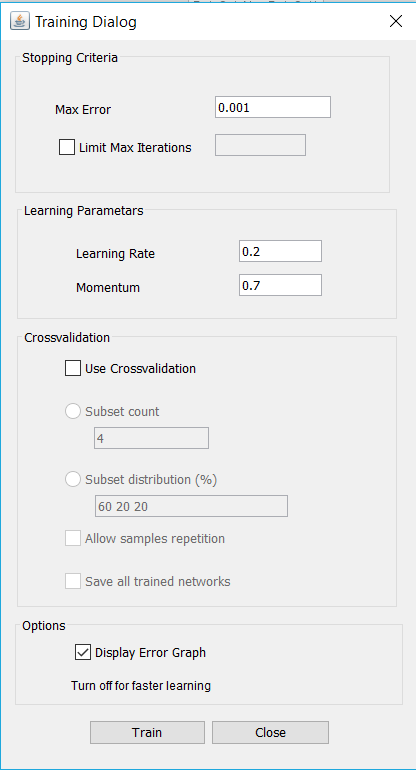 Training Dialog
Stopping Criteria
Max Error 0.001
Limit Max Iterations
Learning Parametars
Learning Rate 0.2
Momentum 0.7
Crossvalidation
Use Crossvalidation
Subset count
4
Subset distribution (%)
60 20 20
Allow samples repetition
Save all trained networks
Options
Display Error Graph
Turn off for faster learning
Train Close